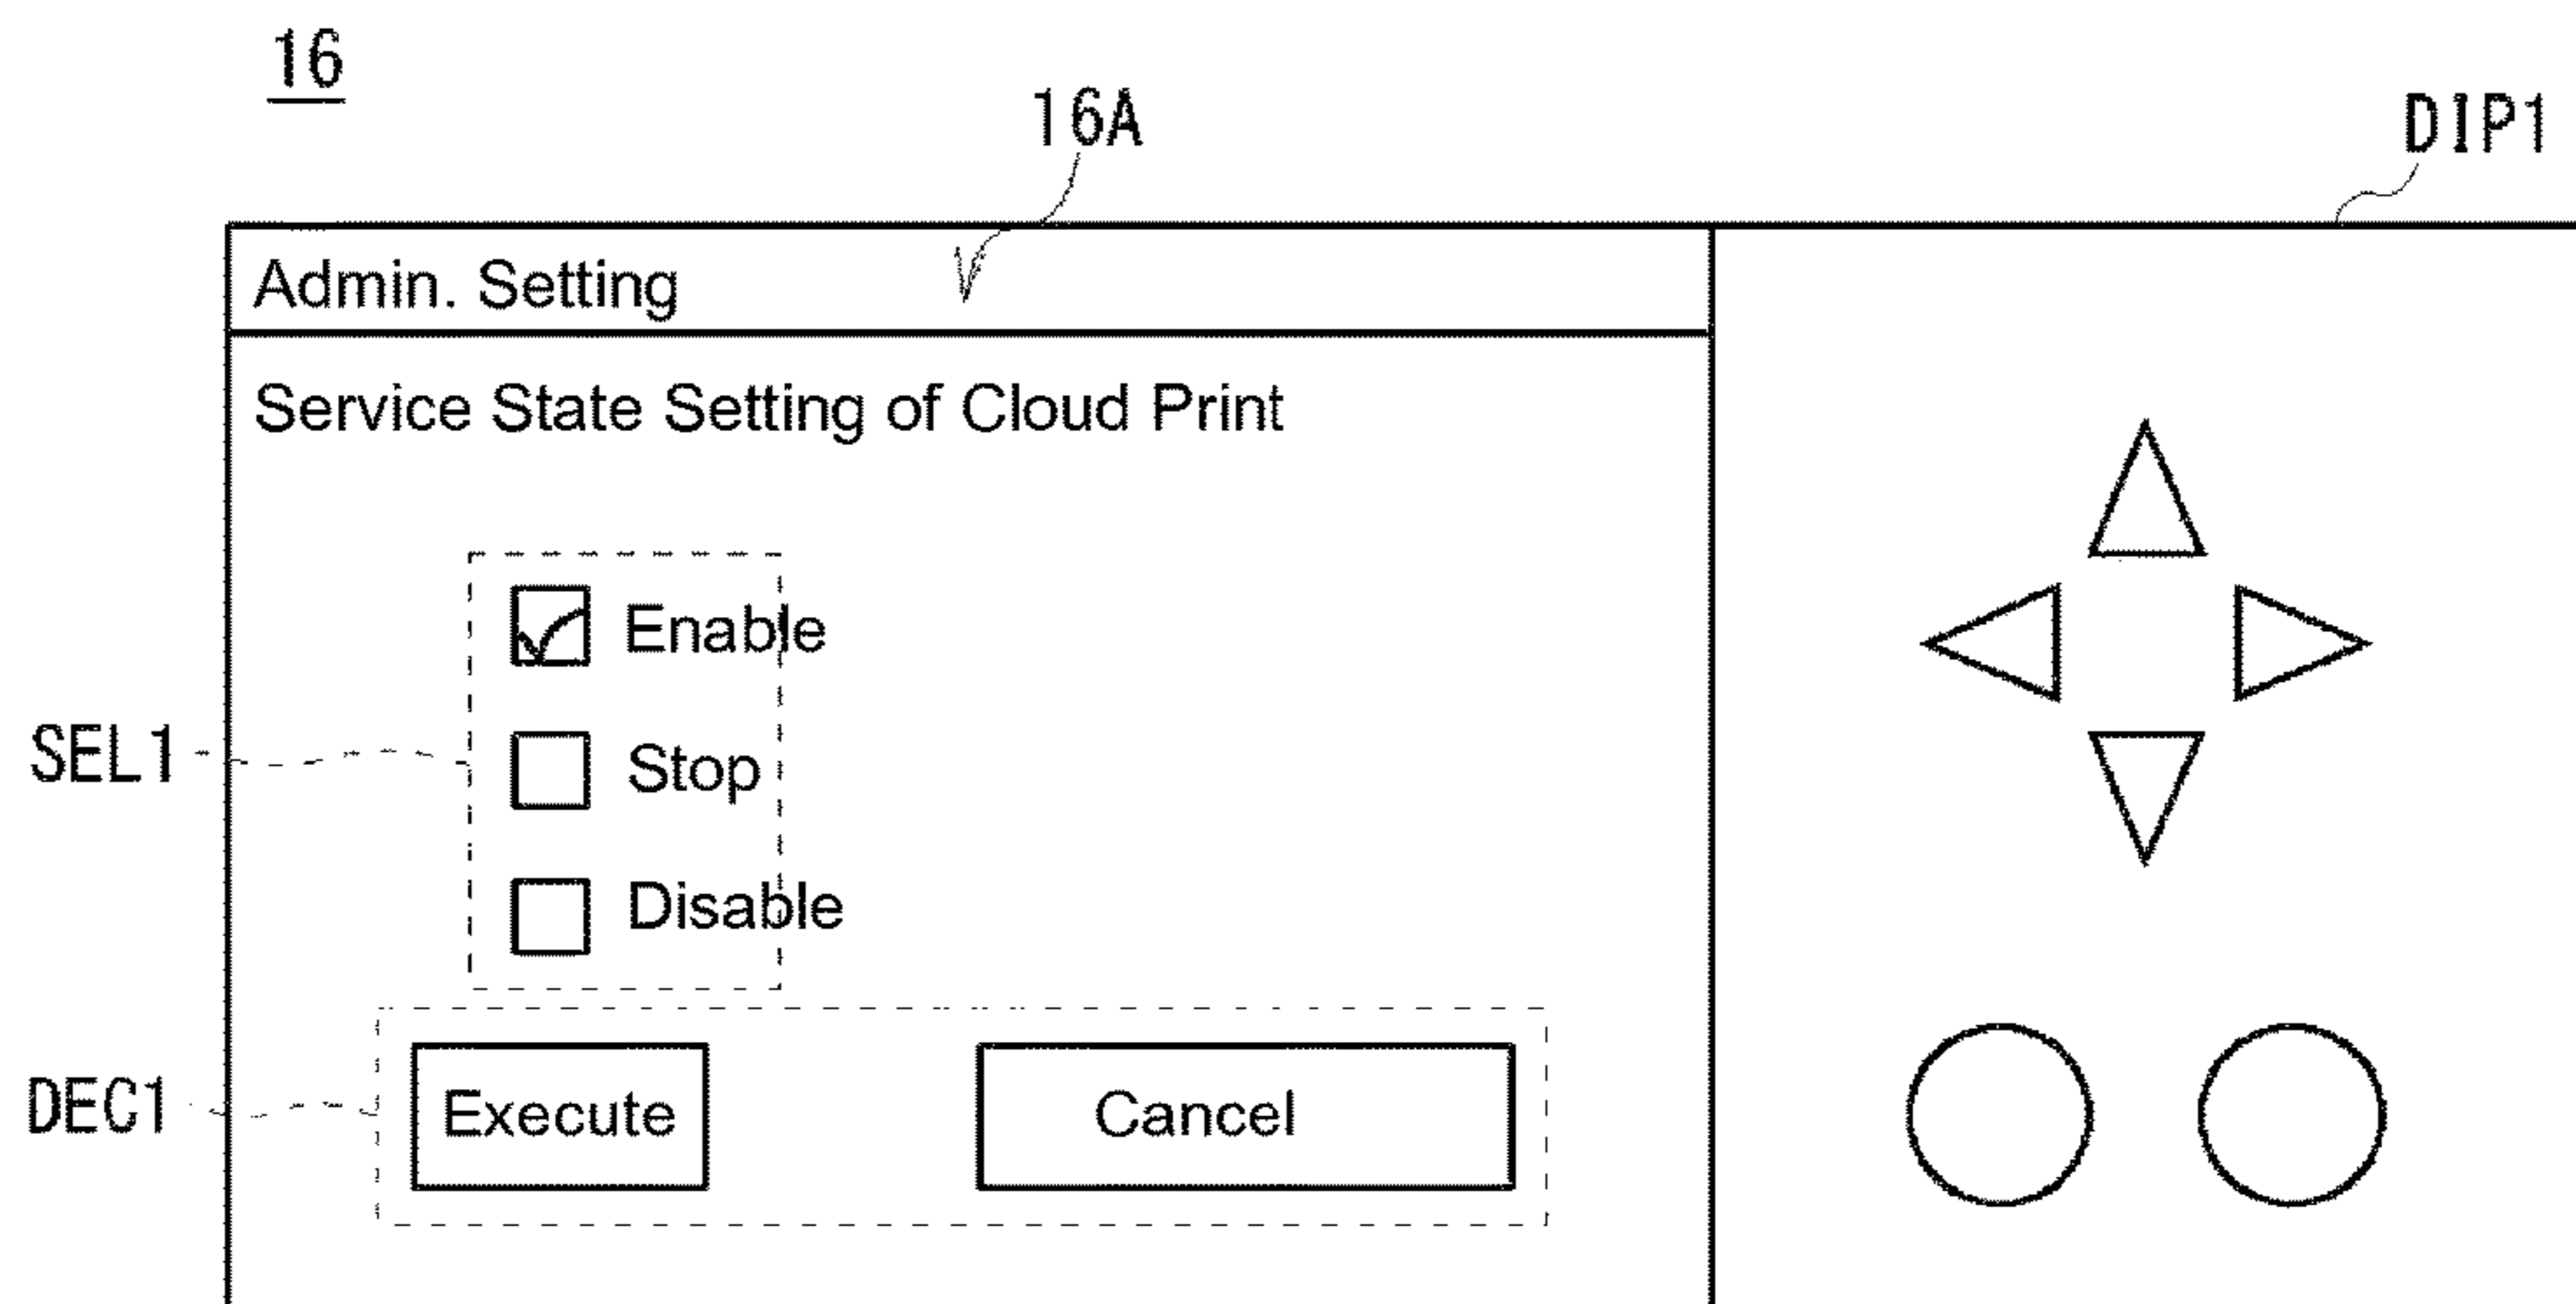 16
16A
DIP1
Admin. Setting
Service State Setting of Cloud Print
Enable
SEL1
Stop
Disable
DEC1
Execute
Cancel